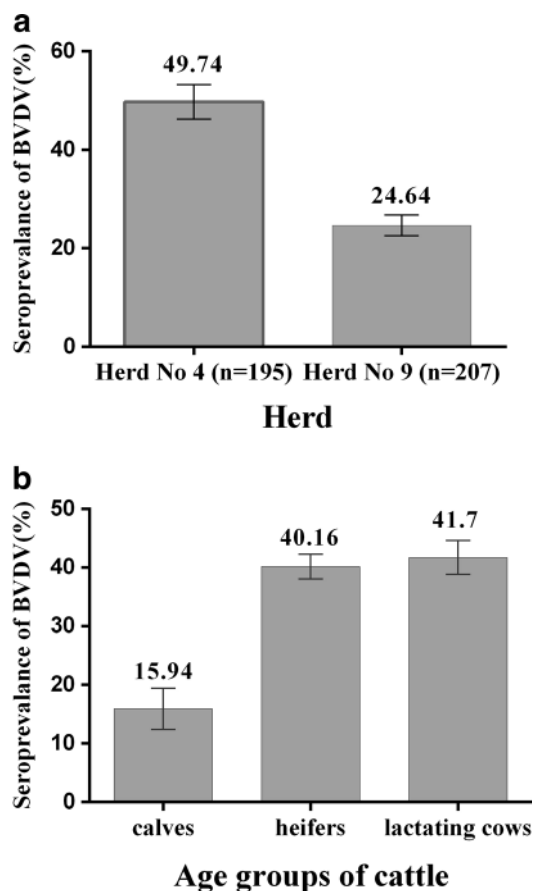 a
Seroprevalance of BVDV(%)
60
40
20
0
49.74
24.64
Herd No 4 (n=195)
Herd No 9 (n=207)
Herd
b
Seroprevalance of BVDV(%)
50
40
30
20
10
0
15.94
40.16
41.7
calves
heifers
lactating cows
Age groups of cattle